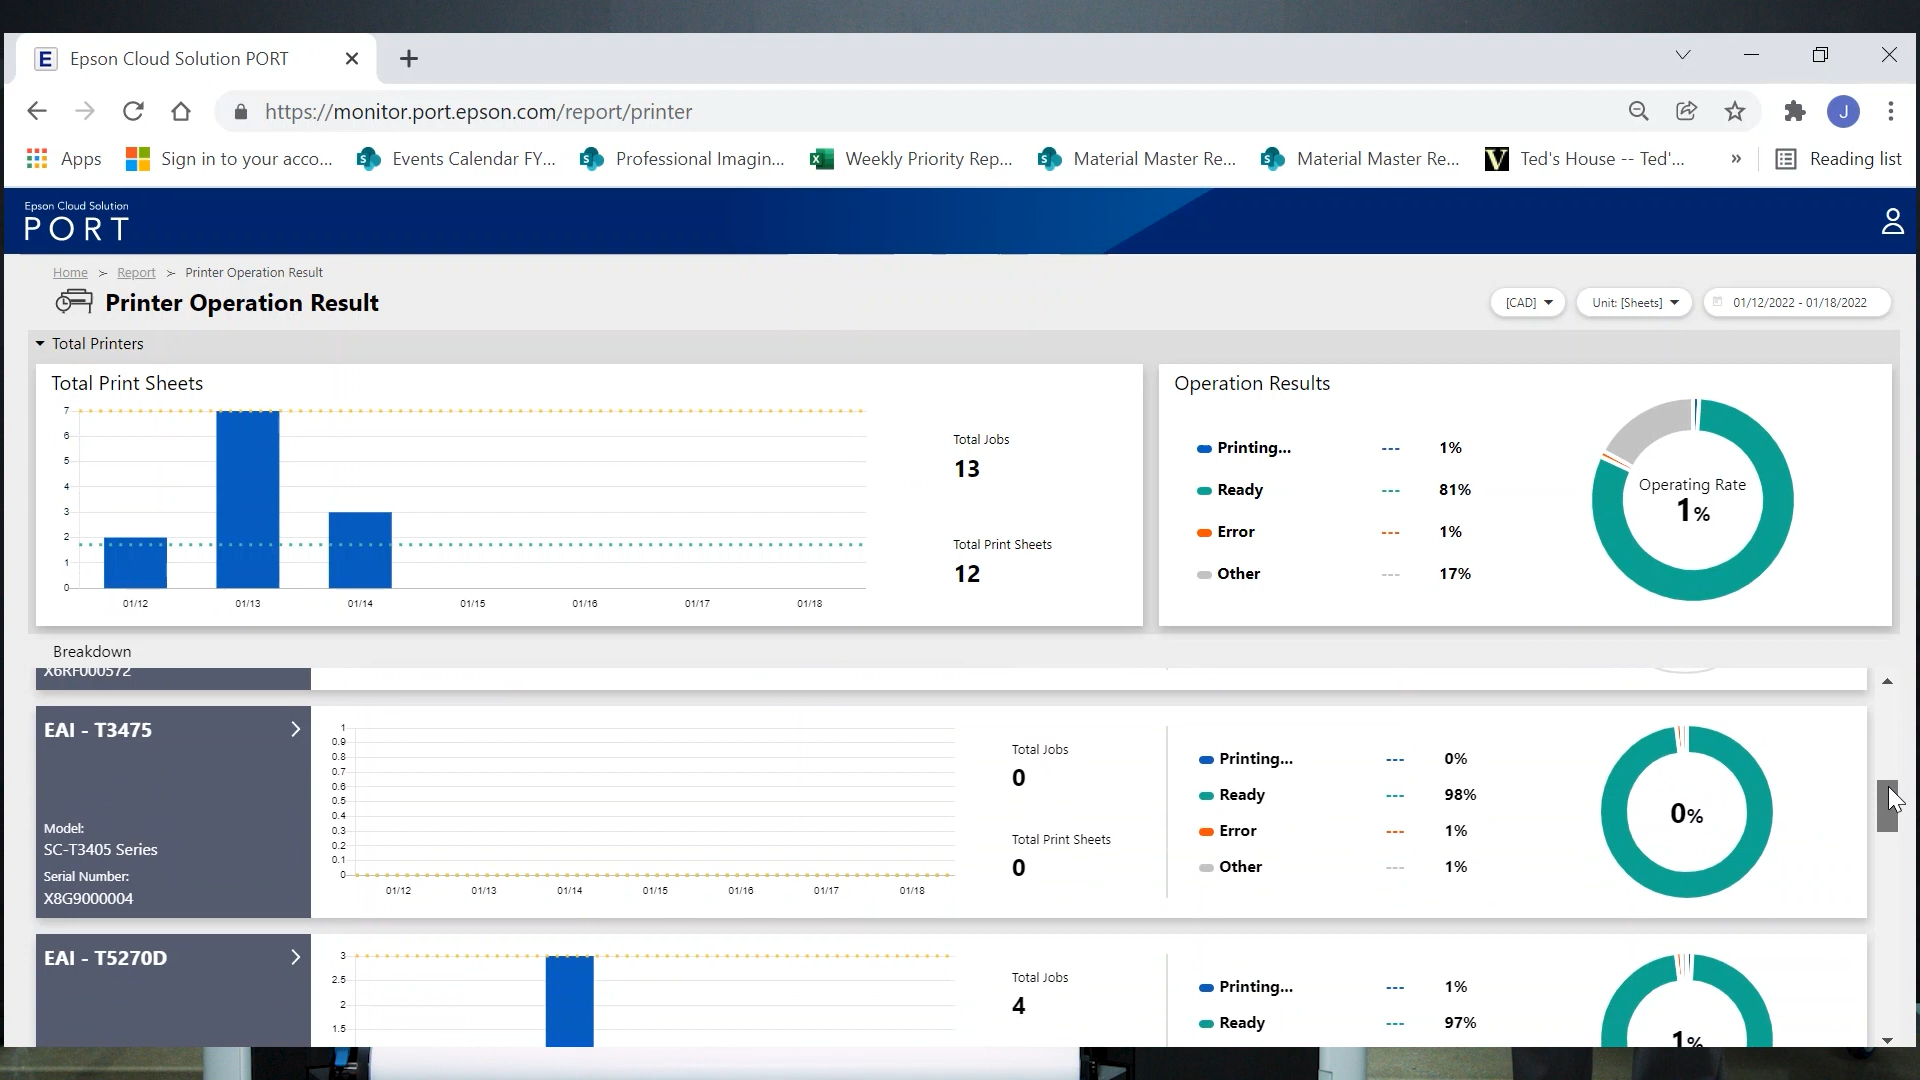 E Epson Cloud Solution PORT
https://monitor.port.epson.com/report/printer
J
Apps Sign in to your acco... Events Calendar FY... Professional Imagin... Weekly Priority Rep... Material Master Re... Material Master Re... Ted's House -- Ted'... » Reading list
Epson Cloud Solution
PORT
Home > Report > Printer Operation Result
Printer Operation Result
[CAD] Unit: [Sheets] 01/12/2022 - 01/18/2022
Total Printers
Total Print Sheets
7
6
5
4
3
2
1
0
01/12 01/13 01/14 01/15 01/16 01/17 01/18
Total Jobs
13
Total Print Sheets
12
Operation Results
Printing... --- 1%
Ready --- 81%
Error --- 1%
Other --- 17%
Operating Rate
1%
Breakdown
X6RF000572
EAI - T3475
Model:
SC-T3405 Series
Serial Number:
X8G9000004
1
0.9
0.8
0.7
0.6
0.5
0.4
0.3
0.2
0.1
0
01/12 01/13 01/14 01/15 01/16 01/17 01/18
Total Jobs
0
Total Print Sheets
0
Printing... --- 0%
Ready --- 98%
Error --- 1%
Other --- 1%
0%
EAI - T5270D
3
2.5
2
1.5
Total Jobs
4
Printing... --- 1%
Ready --- 97%
1%